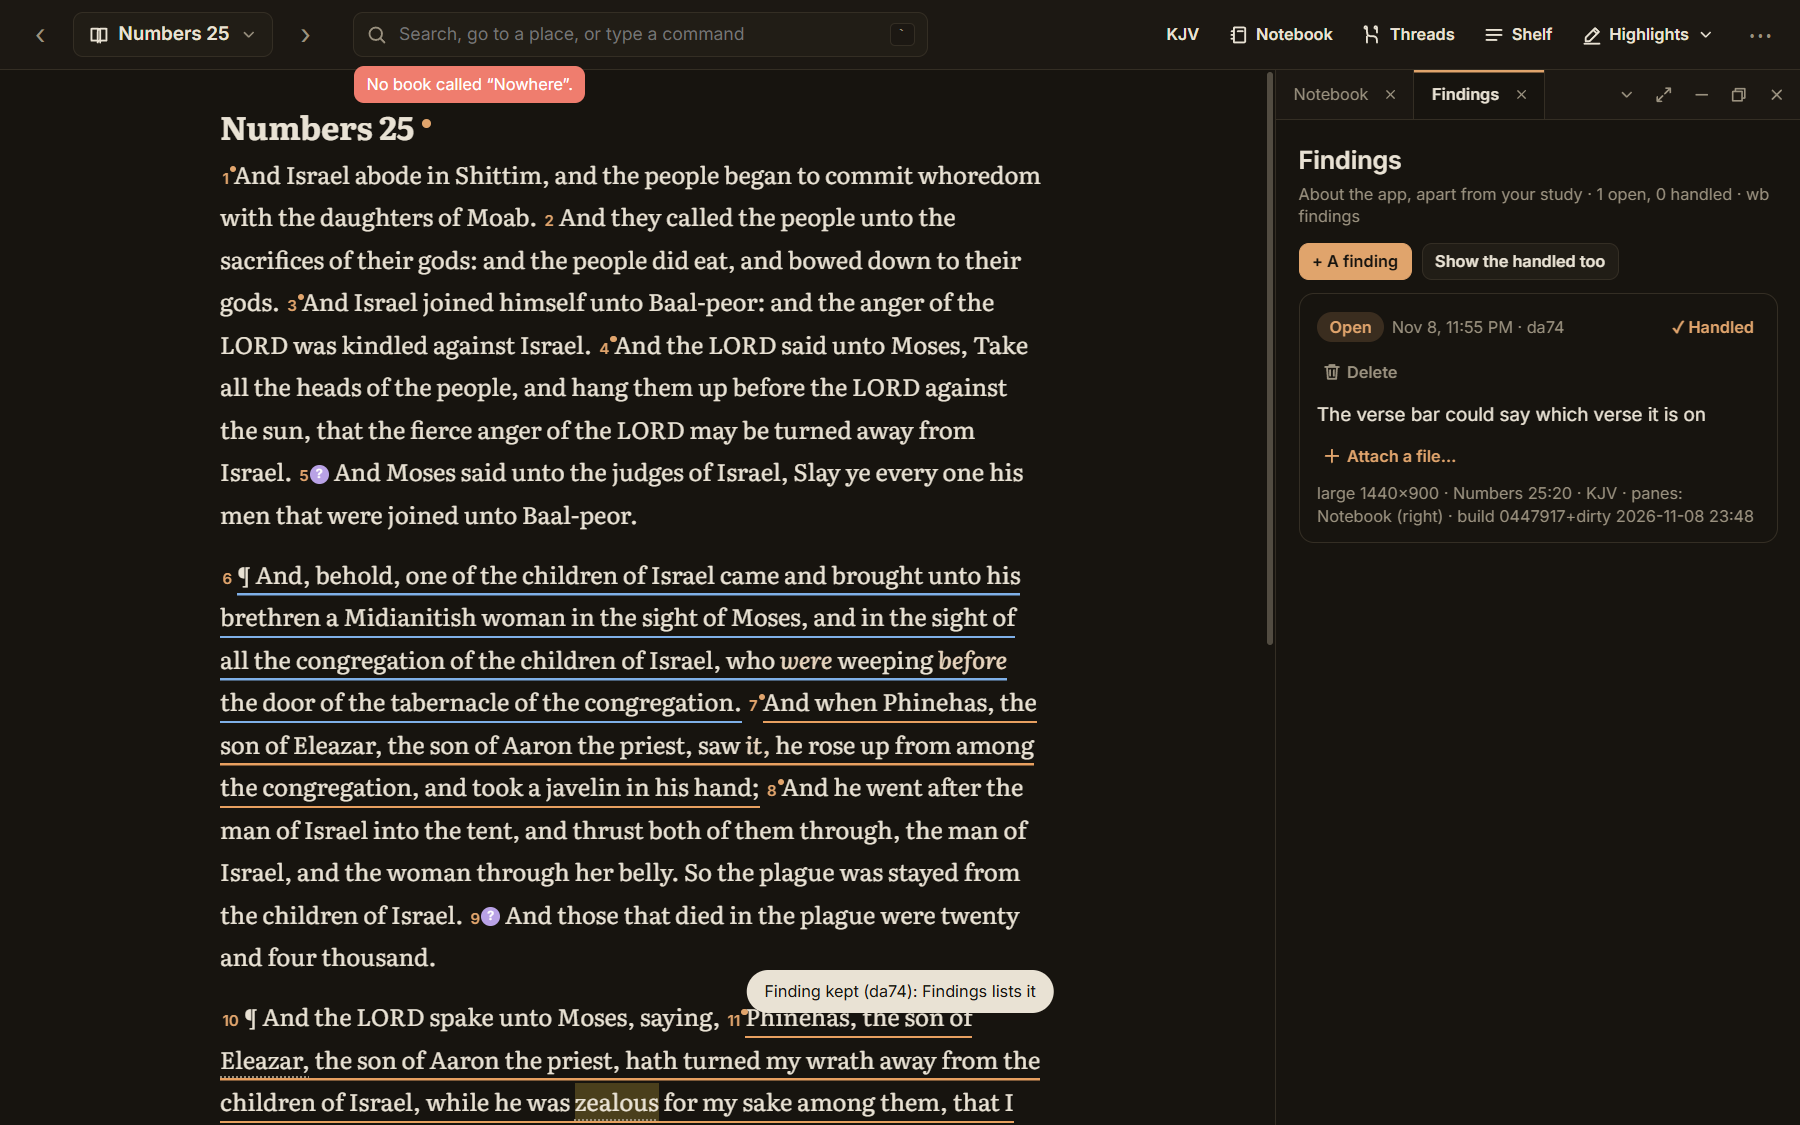 Numbers 25
Search, go to a place, or type a command
`
KJV
Notebook
Threads
Shelf
Highlights
No book called “Nowhere”.
Numbers 25
1 And Israel abode in Shittim, and the people began to commit whoredom
with the daughters of Moab. 2 And they called the people unto the
sacrifices of their gods: and the people did eat, and bowed down to their
gods. 3 And Israel joined himself unto Baal-peor: and the anger of the
LORD was kindled against Israel. 4 And the LORD said unto Moses, Take
all the heads of the people, and hang them up before the LORD against
the sun, that the fierce anger of the LORD may be turned away from
Israel. 5 ? And Moses said unto the judges of Israel, Slay ye every one his
men that were joined unto Baal-peor.
6 ¶ And, behold, one of the children of Israel came and brought unto his
brethren a Midianitish woman in the sight of Moses, and in the sight of
all the congregation of the children of Israel, who were weeping before
the door of the tabernacle of the congregation. 7 And when Phinehas, the
son of Eleazar, the son of Aaron the priest, saw it, he rose up from among
the congregation, and took a javelin in his hand; 8 And he went after the
man of Israel into the tent, and thrust both of them through, the man of
Israel, and the woman through her belly. So the plague was stayed from
the children of Israel. 9 ? And those that died in the plague were twenty
and four thousand.
Finding kept (da74): Findings lists it
10 ¶ And the LORD spake unto Moses, saying, 11 Phinehas, the son of
Eleazar, the son of Aaron the priest, hath turned my wrath away from the
children of Israel, while he was zealous for my sake among them, that I
Notebook
Findings
Findings
About the app, apart from your study · 1 open, 0 handled · wb
findings
+ A finding
Show the handled too
Open
Nov 8, 11:55 PM · da74
✓ Handled
Delete
The verse bar could say which verse it is on
+ Attach a file...
large 1440×900 · Numbers 25:20 · KJV · panes:
Notebook (right) · build 0447917+dirty 2026-11-08 23:48